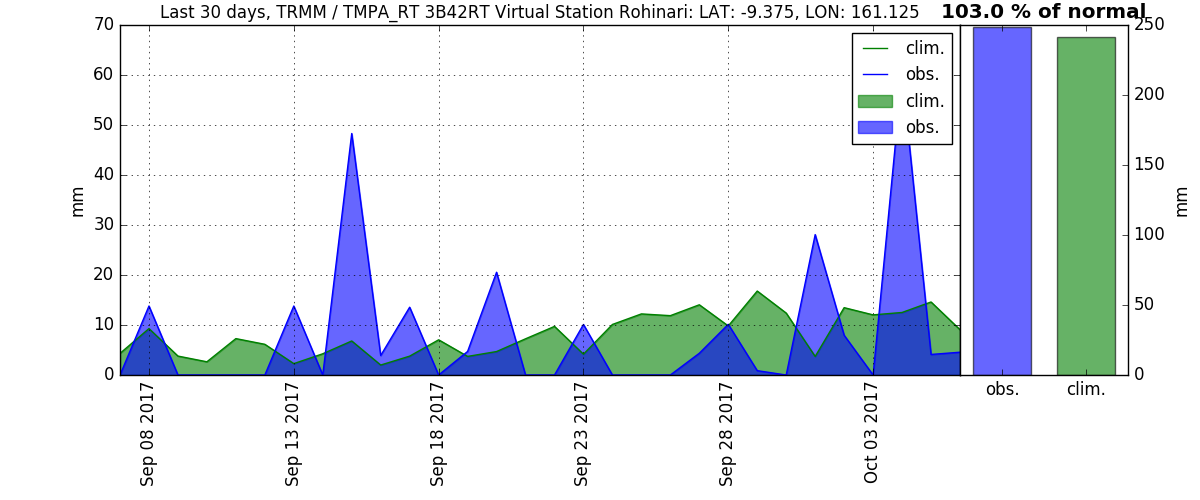 Last 30 days, TRMM / TMPA_RT 3B42RT Virtual Station Rohinari: LAT: -9.375, LON: 161.125
103.0 % of normal
70
60
50
40
30
20
10
0
mm
clim.
obs.
clim.
obs.
250
200
150
100
50
0
mm
Sep 08 2017
Sep 13 2017
Sep 18 2017
Sep 23 2017
Sep 28 2017
Oct 03 2017
obs.
clim.